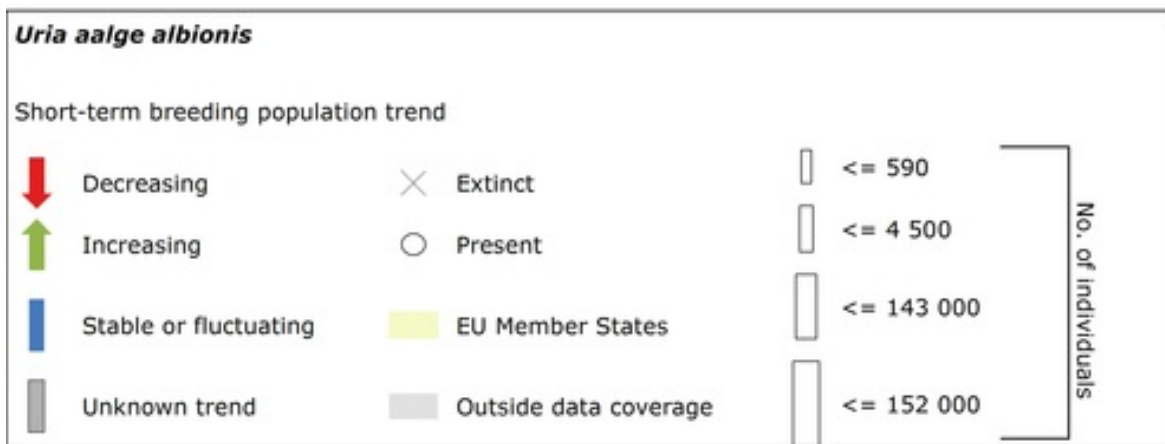 Uria aalge albionis
Short-term breeding population trend
Decreasing
Increasing
Stable or fluctuating
Unknown trend
Extinct
Present
EU Member States
Outside data coverage
<= 590
<= 4 500
<= 143 000
<= 152 000
No. of individuals